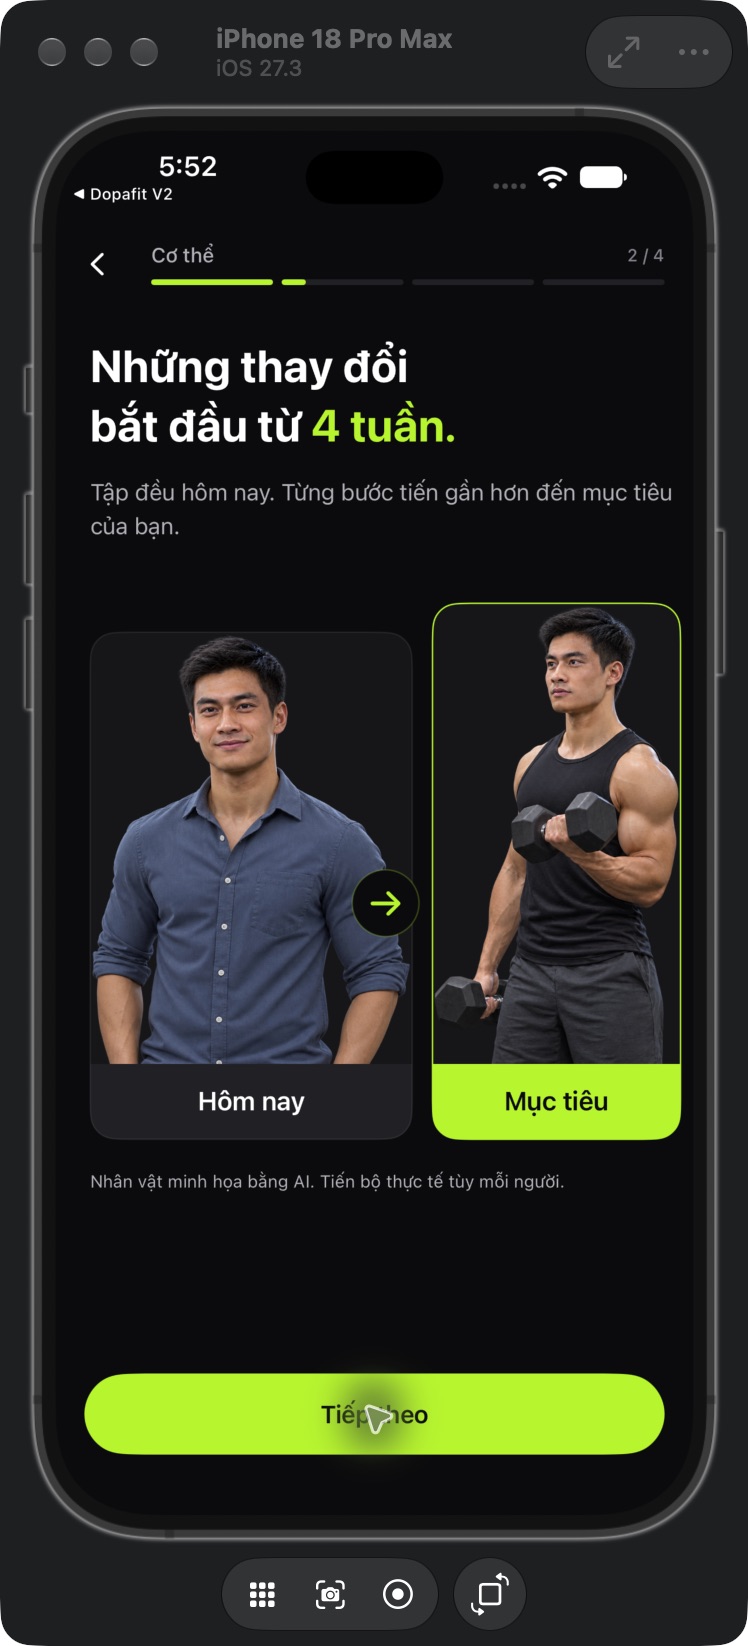 iPhone 18 Pro Max
iOS 27.3
5:52
◀ Dopafit V2
Cơ thể
2 / 4
Những thay đổi
bắt đầu từ 4 tuần.
Tập đều hôm nay. Từng bước tiến gần hơn đến mục tiêu
của bạn.
Hôm nay
Mục tiêu
Nhân vật minh họa bằng AI. Tiến bộ thực tế tùy mỗi người.
Tiếp theo